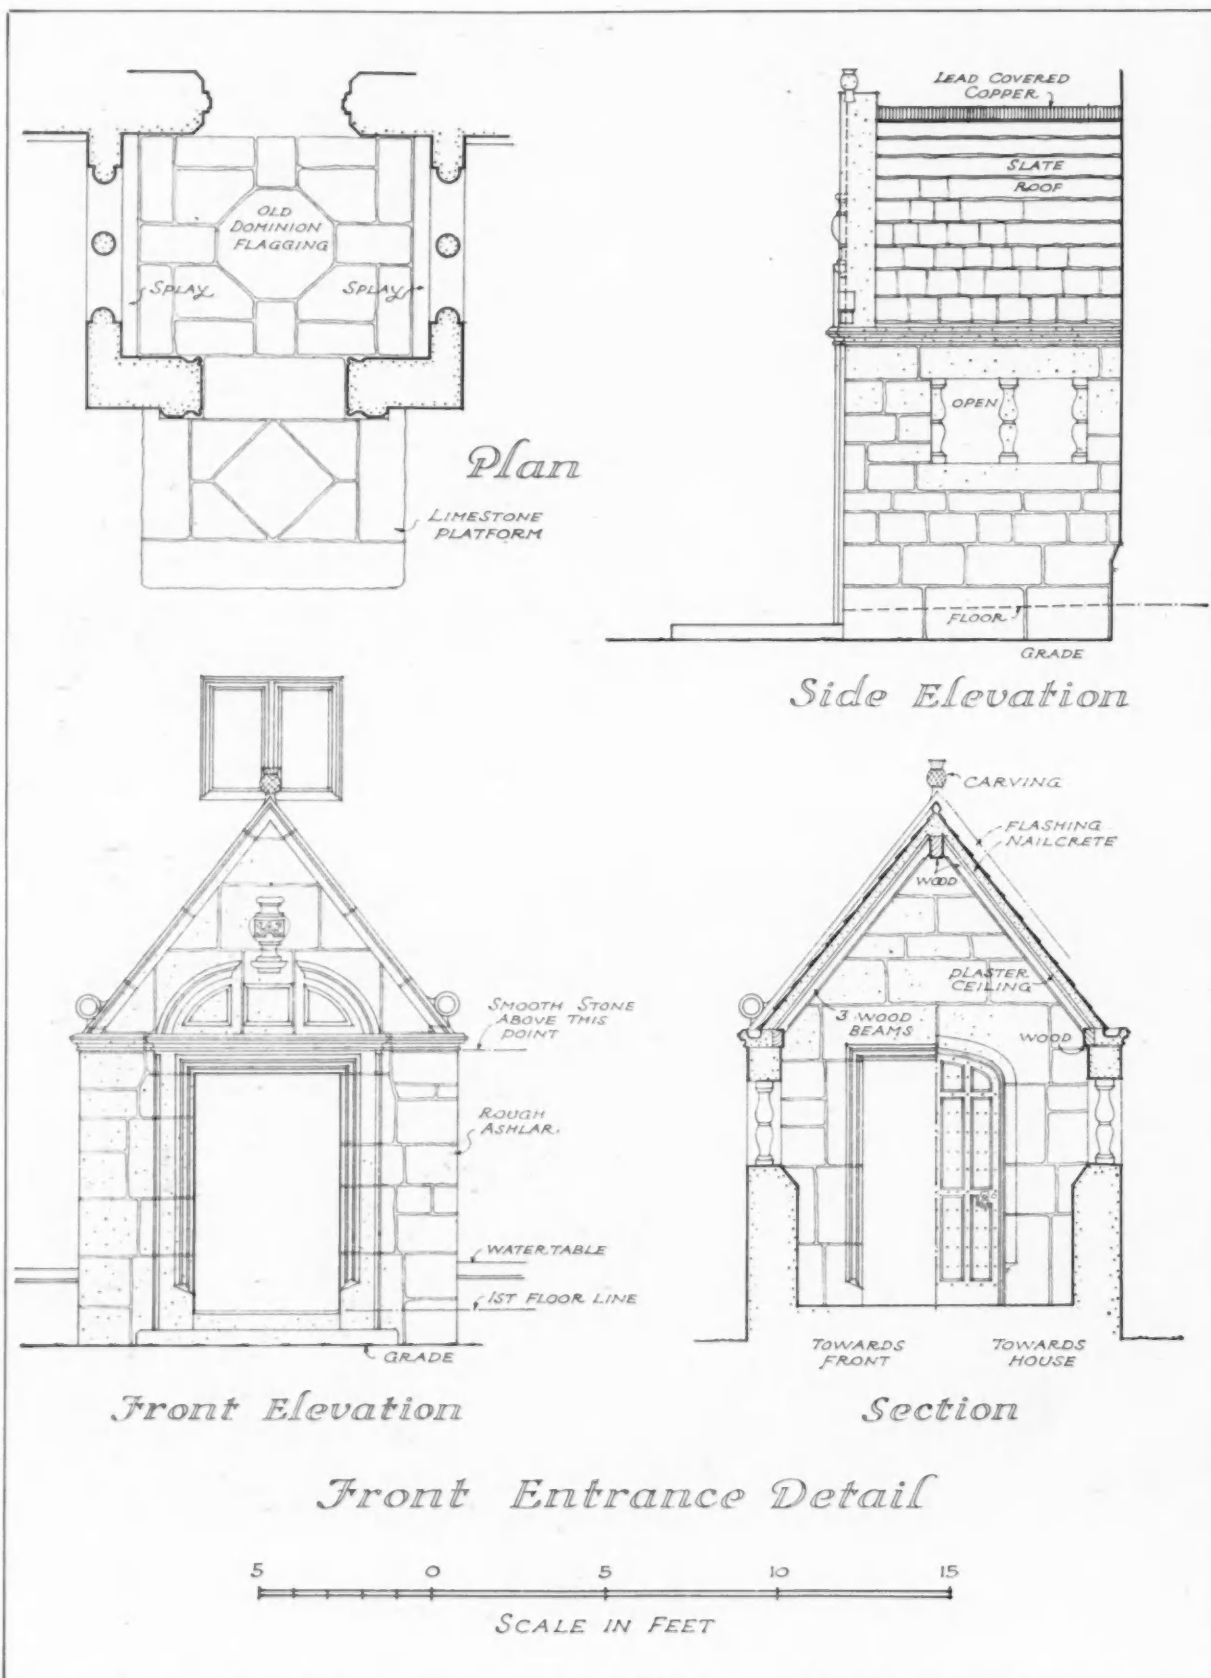 OLD
DOMINION
FLAGGING
SPLAY
SPLAY
Plan
LIMESTONE
PLATFORM
LEAD COVERED
COPPER
SLATE
ROOF
OPEN
FLOOR
GRADE
Side Elevation
SMOOTH STONE
ABOVE THIS
POINT
ROUGH
ASHLAR.
WATER TABLE
1ST FLOOR LINE
GRADE
Front Elevation
CARVING
FLASHING
NAILCRETE
WOOD
PLASTER
CEILING
3 WOOD
BEAMS
WOOD
TOWARDS
FRONT
TOWARDS
HOUSE
Section
Front Entrance Detail
5 0 5 10 15
SCALE IN FEET